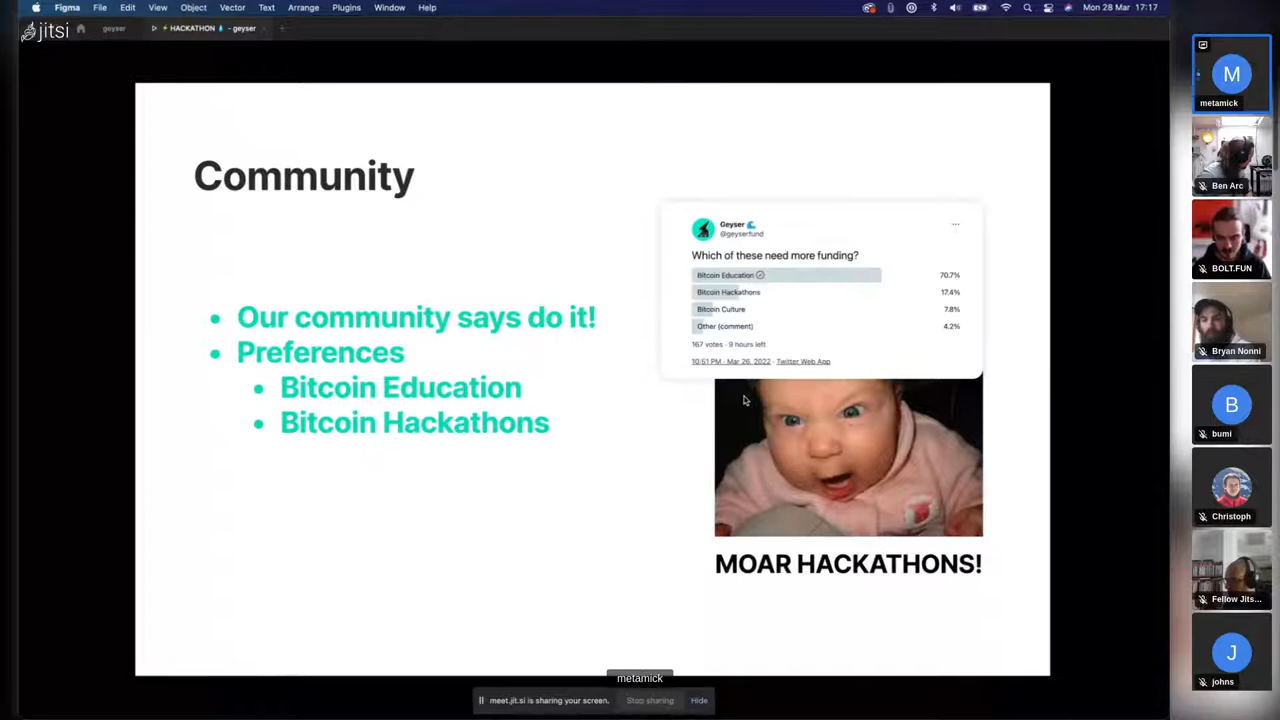 Figma File Edit View Object Vector Text Arrange Plugins Window Help
Mon 28 Mar 17:17
jitsi
geyser
HACKATHON - geyser
Community
Our community says do it!
Preferences
Bitcoin Education
Bitcoin Hackathons
Geyser
@geyserfund
Which of these need more funding?
Bitcoin Education 70.7%
Bitcoin Hackathons 17.4%
Bitcoin Culture 7.8%
Other (comment) 4.2%
167 votes · 9 hours left
10:51 PM · Mar 26, 2022 · Twitter Web App
MOAR HACKATHONS!
metamick
meet.jit.si is sharing your screen. Stop sharing Hide
M
metamick
Ben Arc
BOLT.FUN
Bryan Nonni
B
bumi
Christoph
Fellow Jits...
J
johns